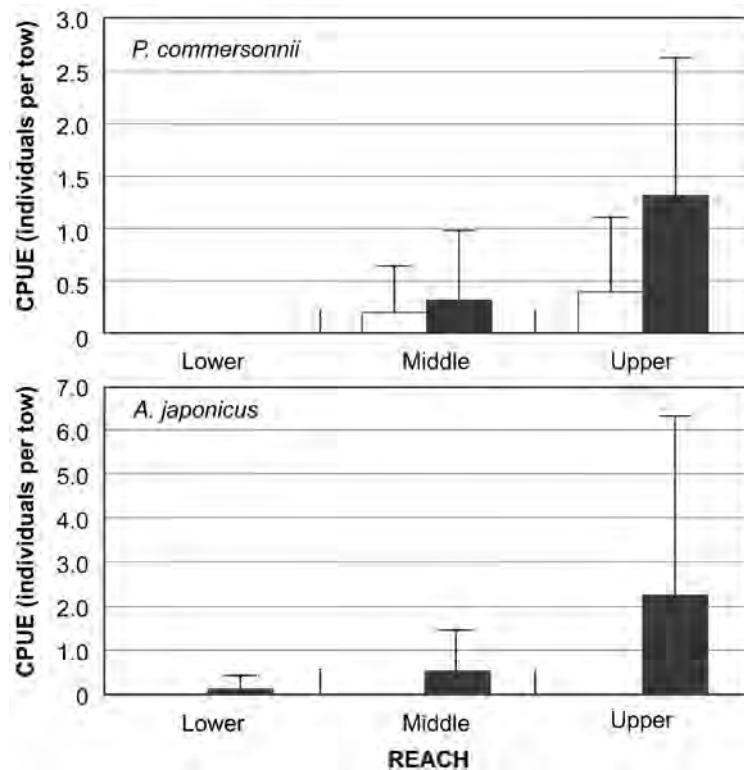 P. commersonnii
CPUE (individuals per tow)
3.0
2.5
2.0
1.5
1.0
0.5
0
Lower Middle Upper
A. japonicus
CPUE (individuals per tow)
7.0
6.0
5.0
4.0
3.0
2.0
1.0
0
Lower Middle Upper
REACH